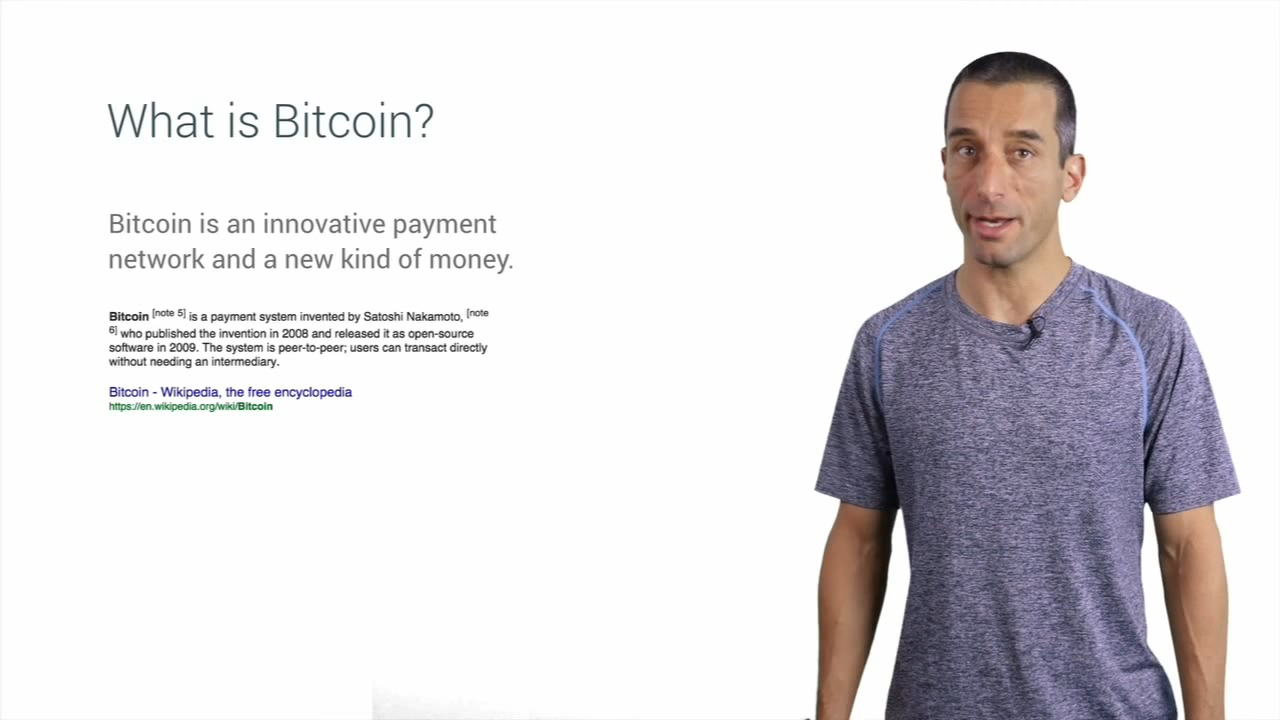 What is Bitcoin?
Bitcoin is an innovative payment
network and a new kind of money.
Bitcoin [note 5] is a payment system invented by Satoshi Nakamoto, [note
6] who published the invention in 2008 and released it as open-source
software in 2009. The system is peer-to-peer; users can transact directly
without needing an intermediary.
Bitcoin - Wikipedia, the free encyclopedia
https://en.wikipedia.org/wiki/Bitcoin